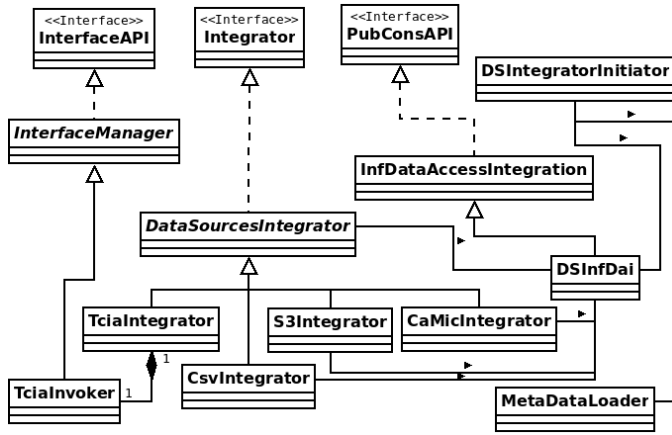 <<Interface>>
InterfaceAPI
<<Interface>>
Integrator
<<Interface>>
PubConsAPI
DSIntegratorInitiator
InterfaceManager
InfDataAccessIntegration
DataSourcesIntegrator
DSInfDai
TciaIntegrator
S3Integrator
CaMicIntegrator
1
CsvIntegrator
TciaInvoker
1
MetaDataLoader